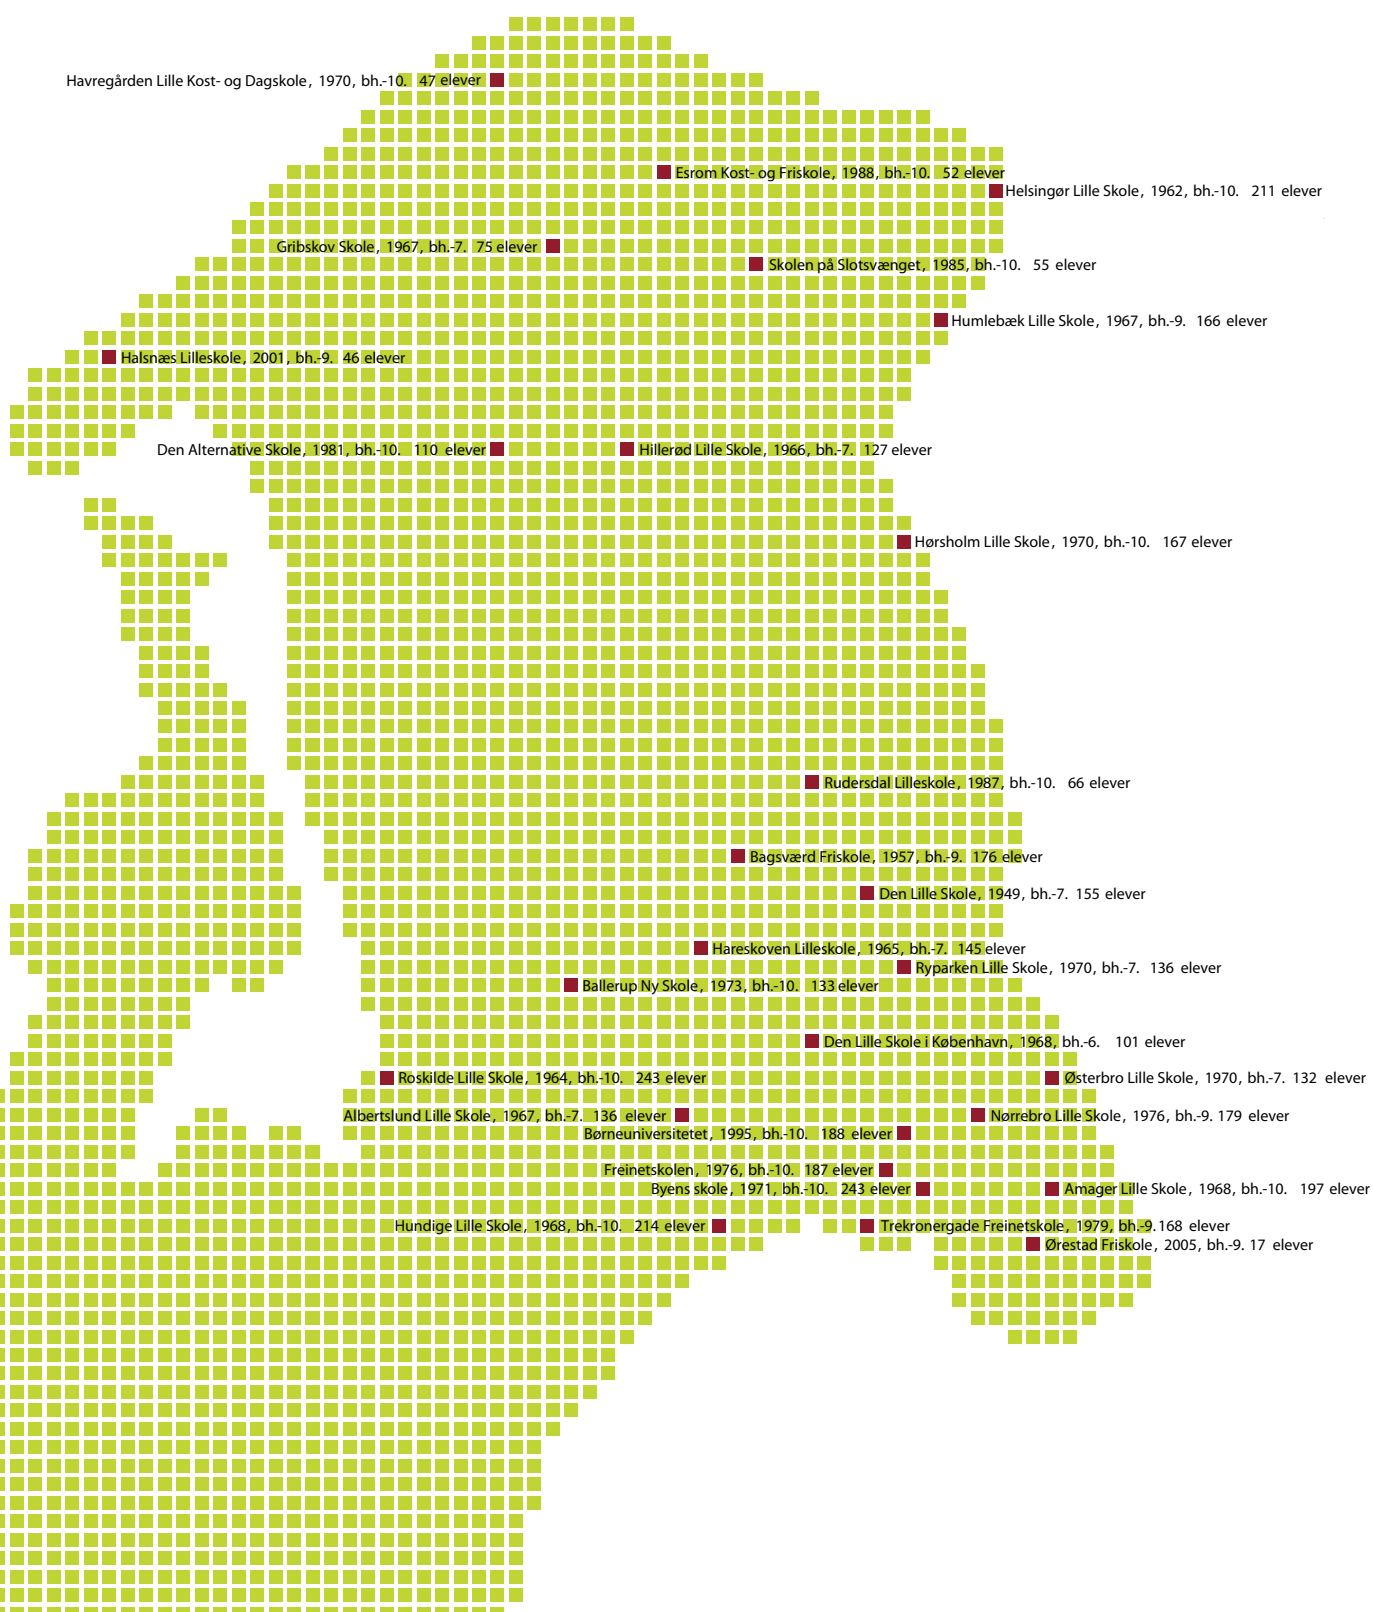 Havregården Lille Kost- og Dagskole, 1970, bh.-10. 47 elever
Esrom Kost- og Friskole, 1988, bh.-10. 52 elever
Helsingør Lille Skole, 1962, bh.-10. 211 elever
Gribskov Skole, 1967, bh.-7. 75 elever
Skolen på Slotsvænget, 1985, bh.-10. 55 elever
Humlebæk Lille Skole, 1967, bh.-9. 166 elever
Halsnæs Lilleskole, 2001, bh.-9. 46 elever
Den Alternative Skole, 1981, bh.-10. 110 elever
Hillerød Lille Skole, 1966, bh.-7. 127 elever
Hørsholm Lille Skole, 1970, bh.-10. 167 elever
Rudersdal Lilleskole, 1987, bh.-10. 66 elever
Bagsværd Friskole, 1957, bh.-9. 176 elever
Den Lille Skole, 1949, bh.-7. 155 elever
Hareskoven Lilleskole, 1965, bh.-7. 145 elever
Ryparken Lille Skole, 1970, bh.-7. 136 elever
Ballerup Ny Skole, 1973, bh.-10. 133 elever
Den Lille Skole i København, 1968, bh.-6. 101 elever
Roskilde Lille Skole, 1964, bh.-10. 243 elever
Østerbro Lille Skole, 1970, bh.-7. 132 elever
Albertslund Lille Skole, 1967, bh.-7. 136 elever
Nørrebro Lille Skole, 1976, bh.-9. 179 elever
Børneuniversitetet, 1995, bh.-10. 188 elever
Freinetskolen, 1976, bh.-10. 187 elever
Byens skole, 1971, bh.-10. 243 elever
Amager Lille Skole, 1968, bh.-10. 197 elever
Hundige Lille Skole, 1968, bh.-10. 214 elever
Trekronergade Freinetskole, 1979, bh.-9. 168 elever
Ørestad Friskole, 2005, bh.-9. 17 elever